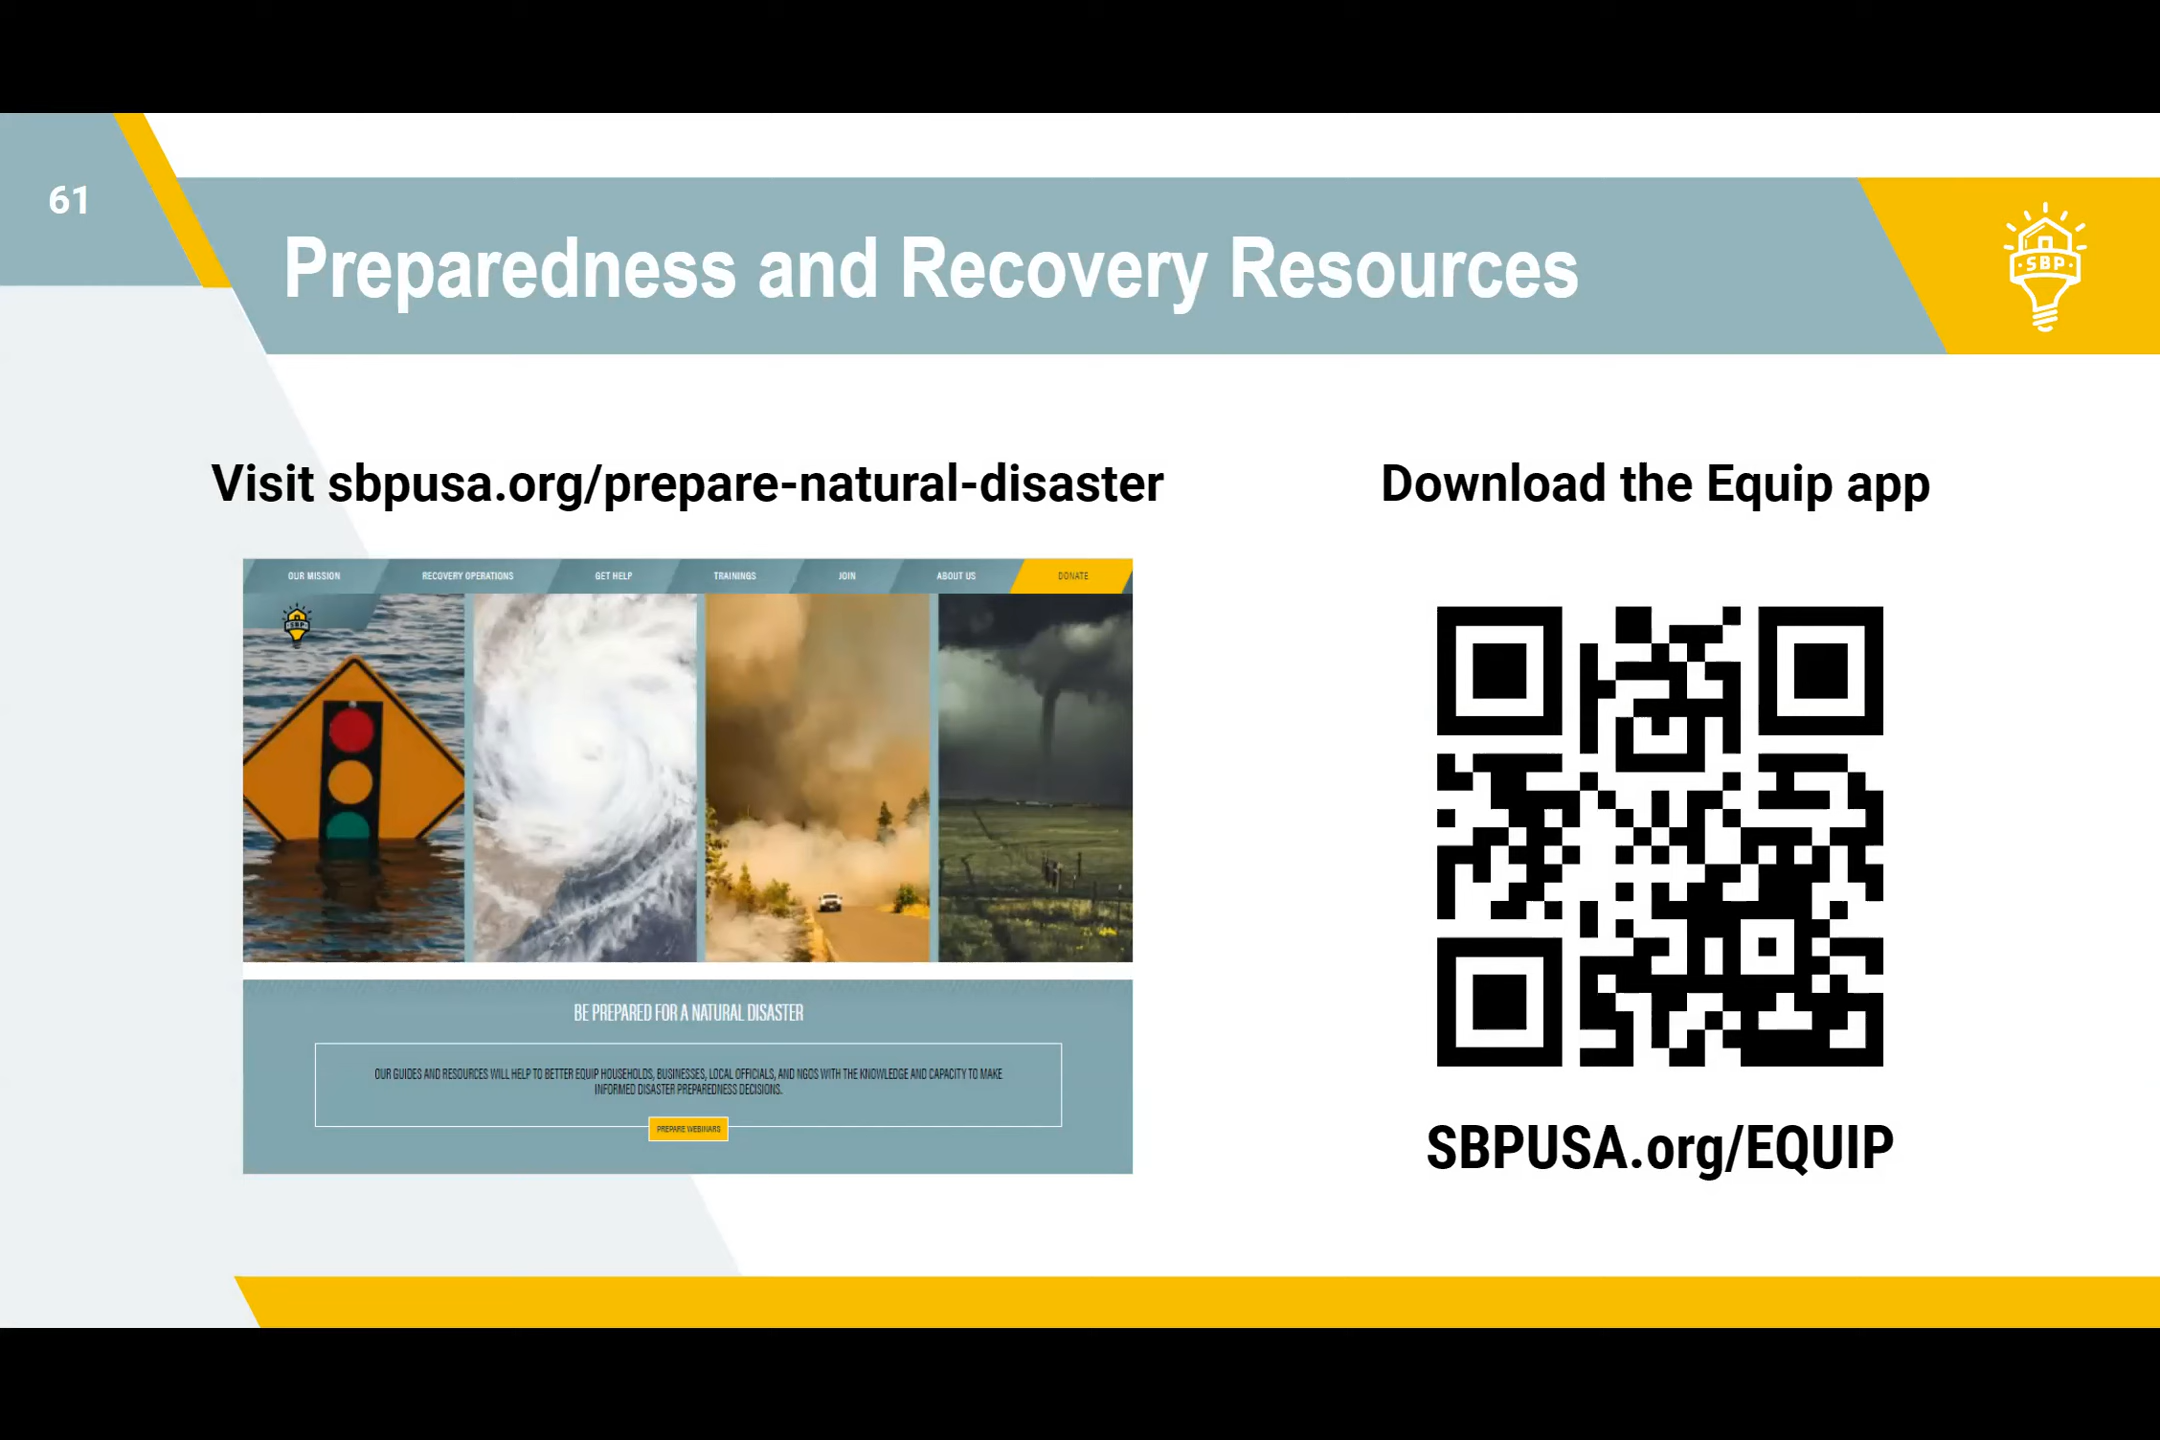 61
Preparedness and Recovery Resources
SBP
Visit sbpusa.org/prepare-natural-disaster
OUR MISSION RECOVERY OPERATIONS GET HELP TRAININGS JOIN ABOUT US DONATE
SBP
BE PREPARED FOR A NATURAL DISASTER
OUR GUIDES AND RESOURCES WILL HELP TO BETTER EQUIP HOUSEHOLDS, BUSINESSES, LOCAL OFFICIALS, AND NGOS WITH THE KNOWLEDGE AND CAPACITY TO MAKE
INFORMED DISASTER PREPAREDNESS DECISIONS.
PREPARE WEBINARS
Download the Equip app
SBPUSA.org/EQUIP